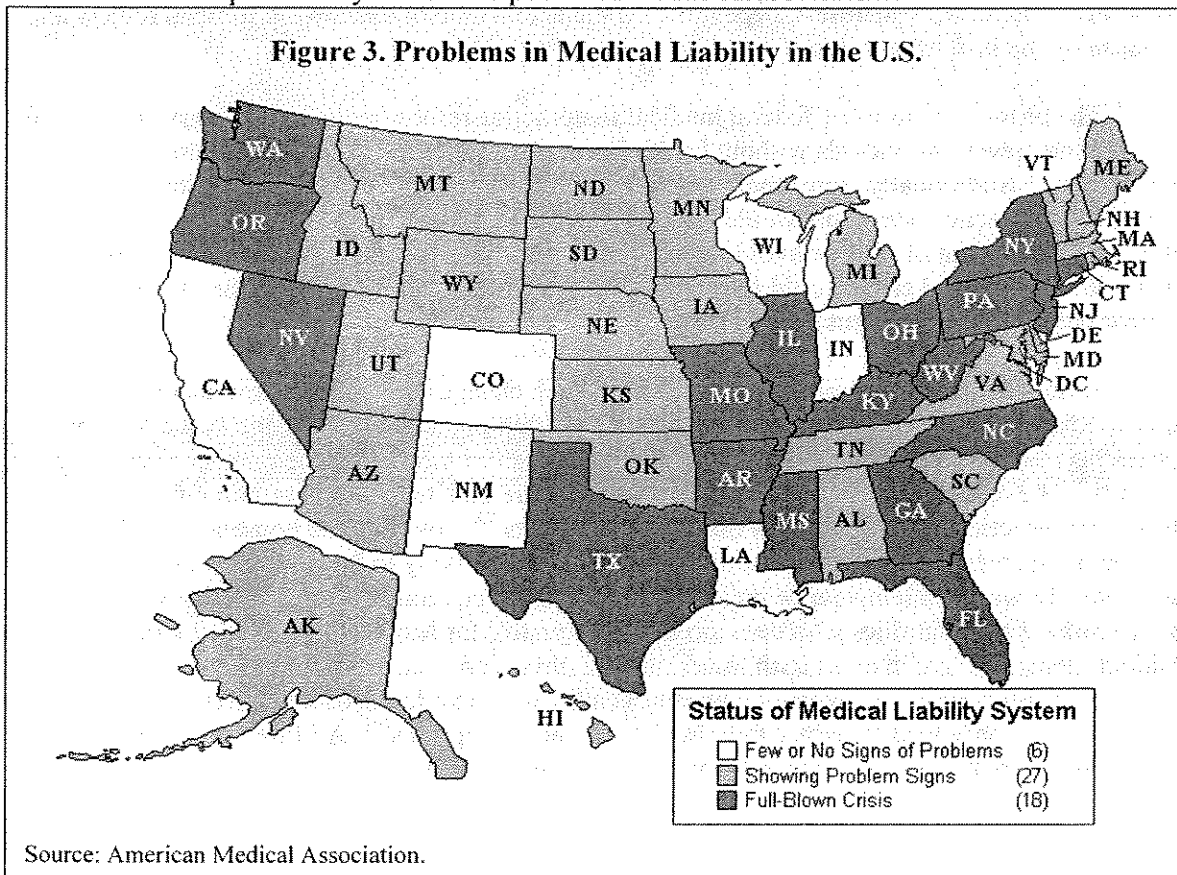 Figure 3. Problems in Medical Liability in the U.S.
WA
MT
ND
MN
VT
ME
OR
ID
SD
WI
NY
NH
MA
WY
MI
RI
CT
IA
PA
NJ
NE
NV
IL
IN
OH
DE
UT
MD
CO
WV
VA
DC
CA
KS
MO
KY
NC
TN
AZ
OK
NM
AR
SC
MS
AL
GA
LA
TX
FL
AK
HI
Status of Medical Liability System
Few or No Signs of Problems (6)
Showing Problem Signs (27)
Full-Blown Crisis (18)
Source: American Medical Association.